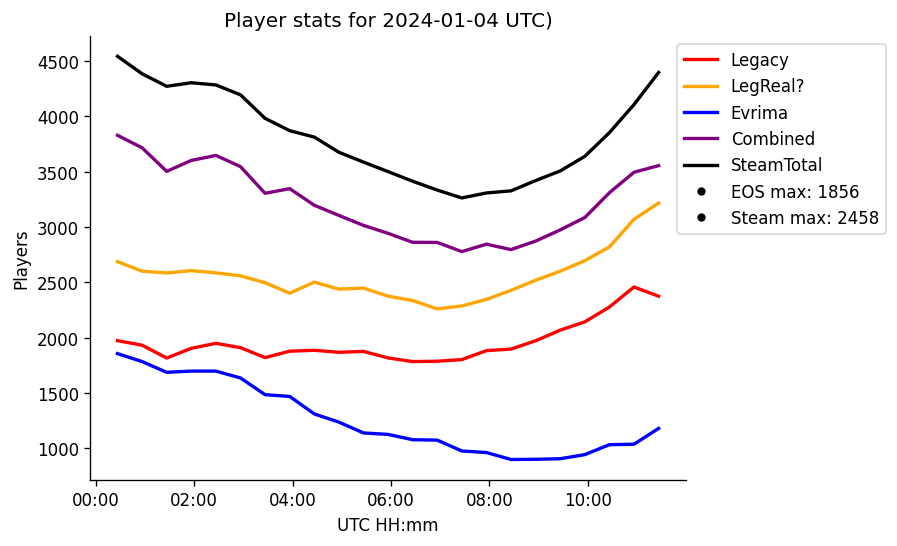 Player stats for 2024-01-04 UTC)
Legacy
LegReal?
Evrima
Combined
SteamTotal
EOS max: 1856
Steam max: 2458
Players
4500
4000
3500
3000
2500
2000
1500
1000
00:00 02:00 04:00 06:00 08:00 10:00
UTC HH:mm